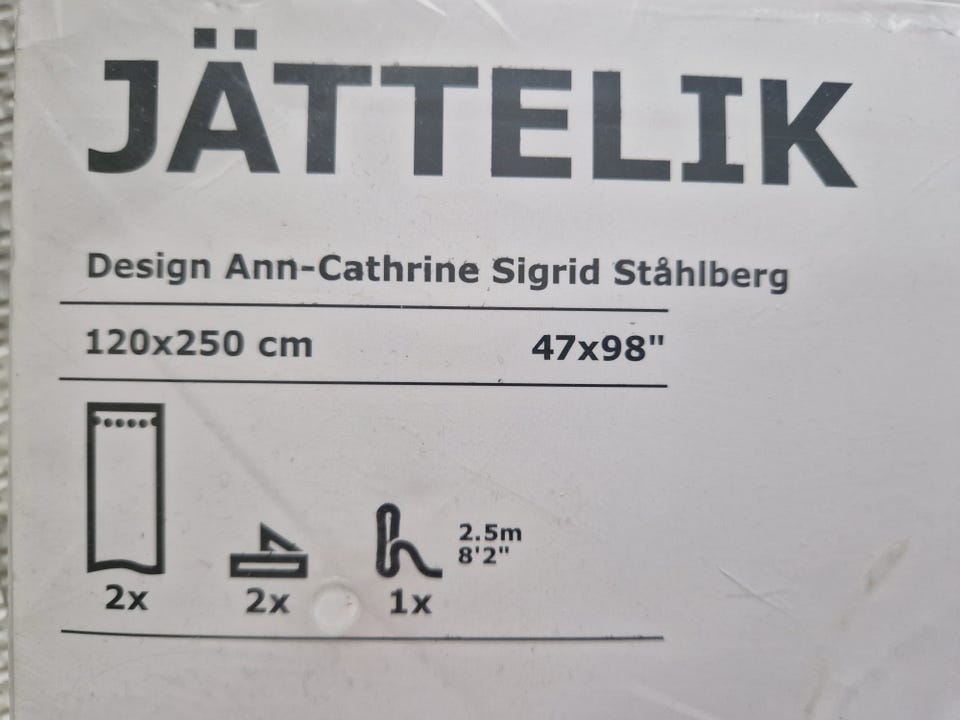 JÄTTELIK
Design Ann-Cathrine Sigrid Ståhlberg
120x250 cm 47x98"
2.5m
8'2"
2x 2x 1x